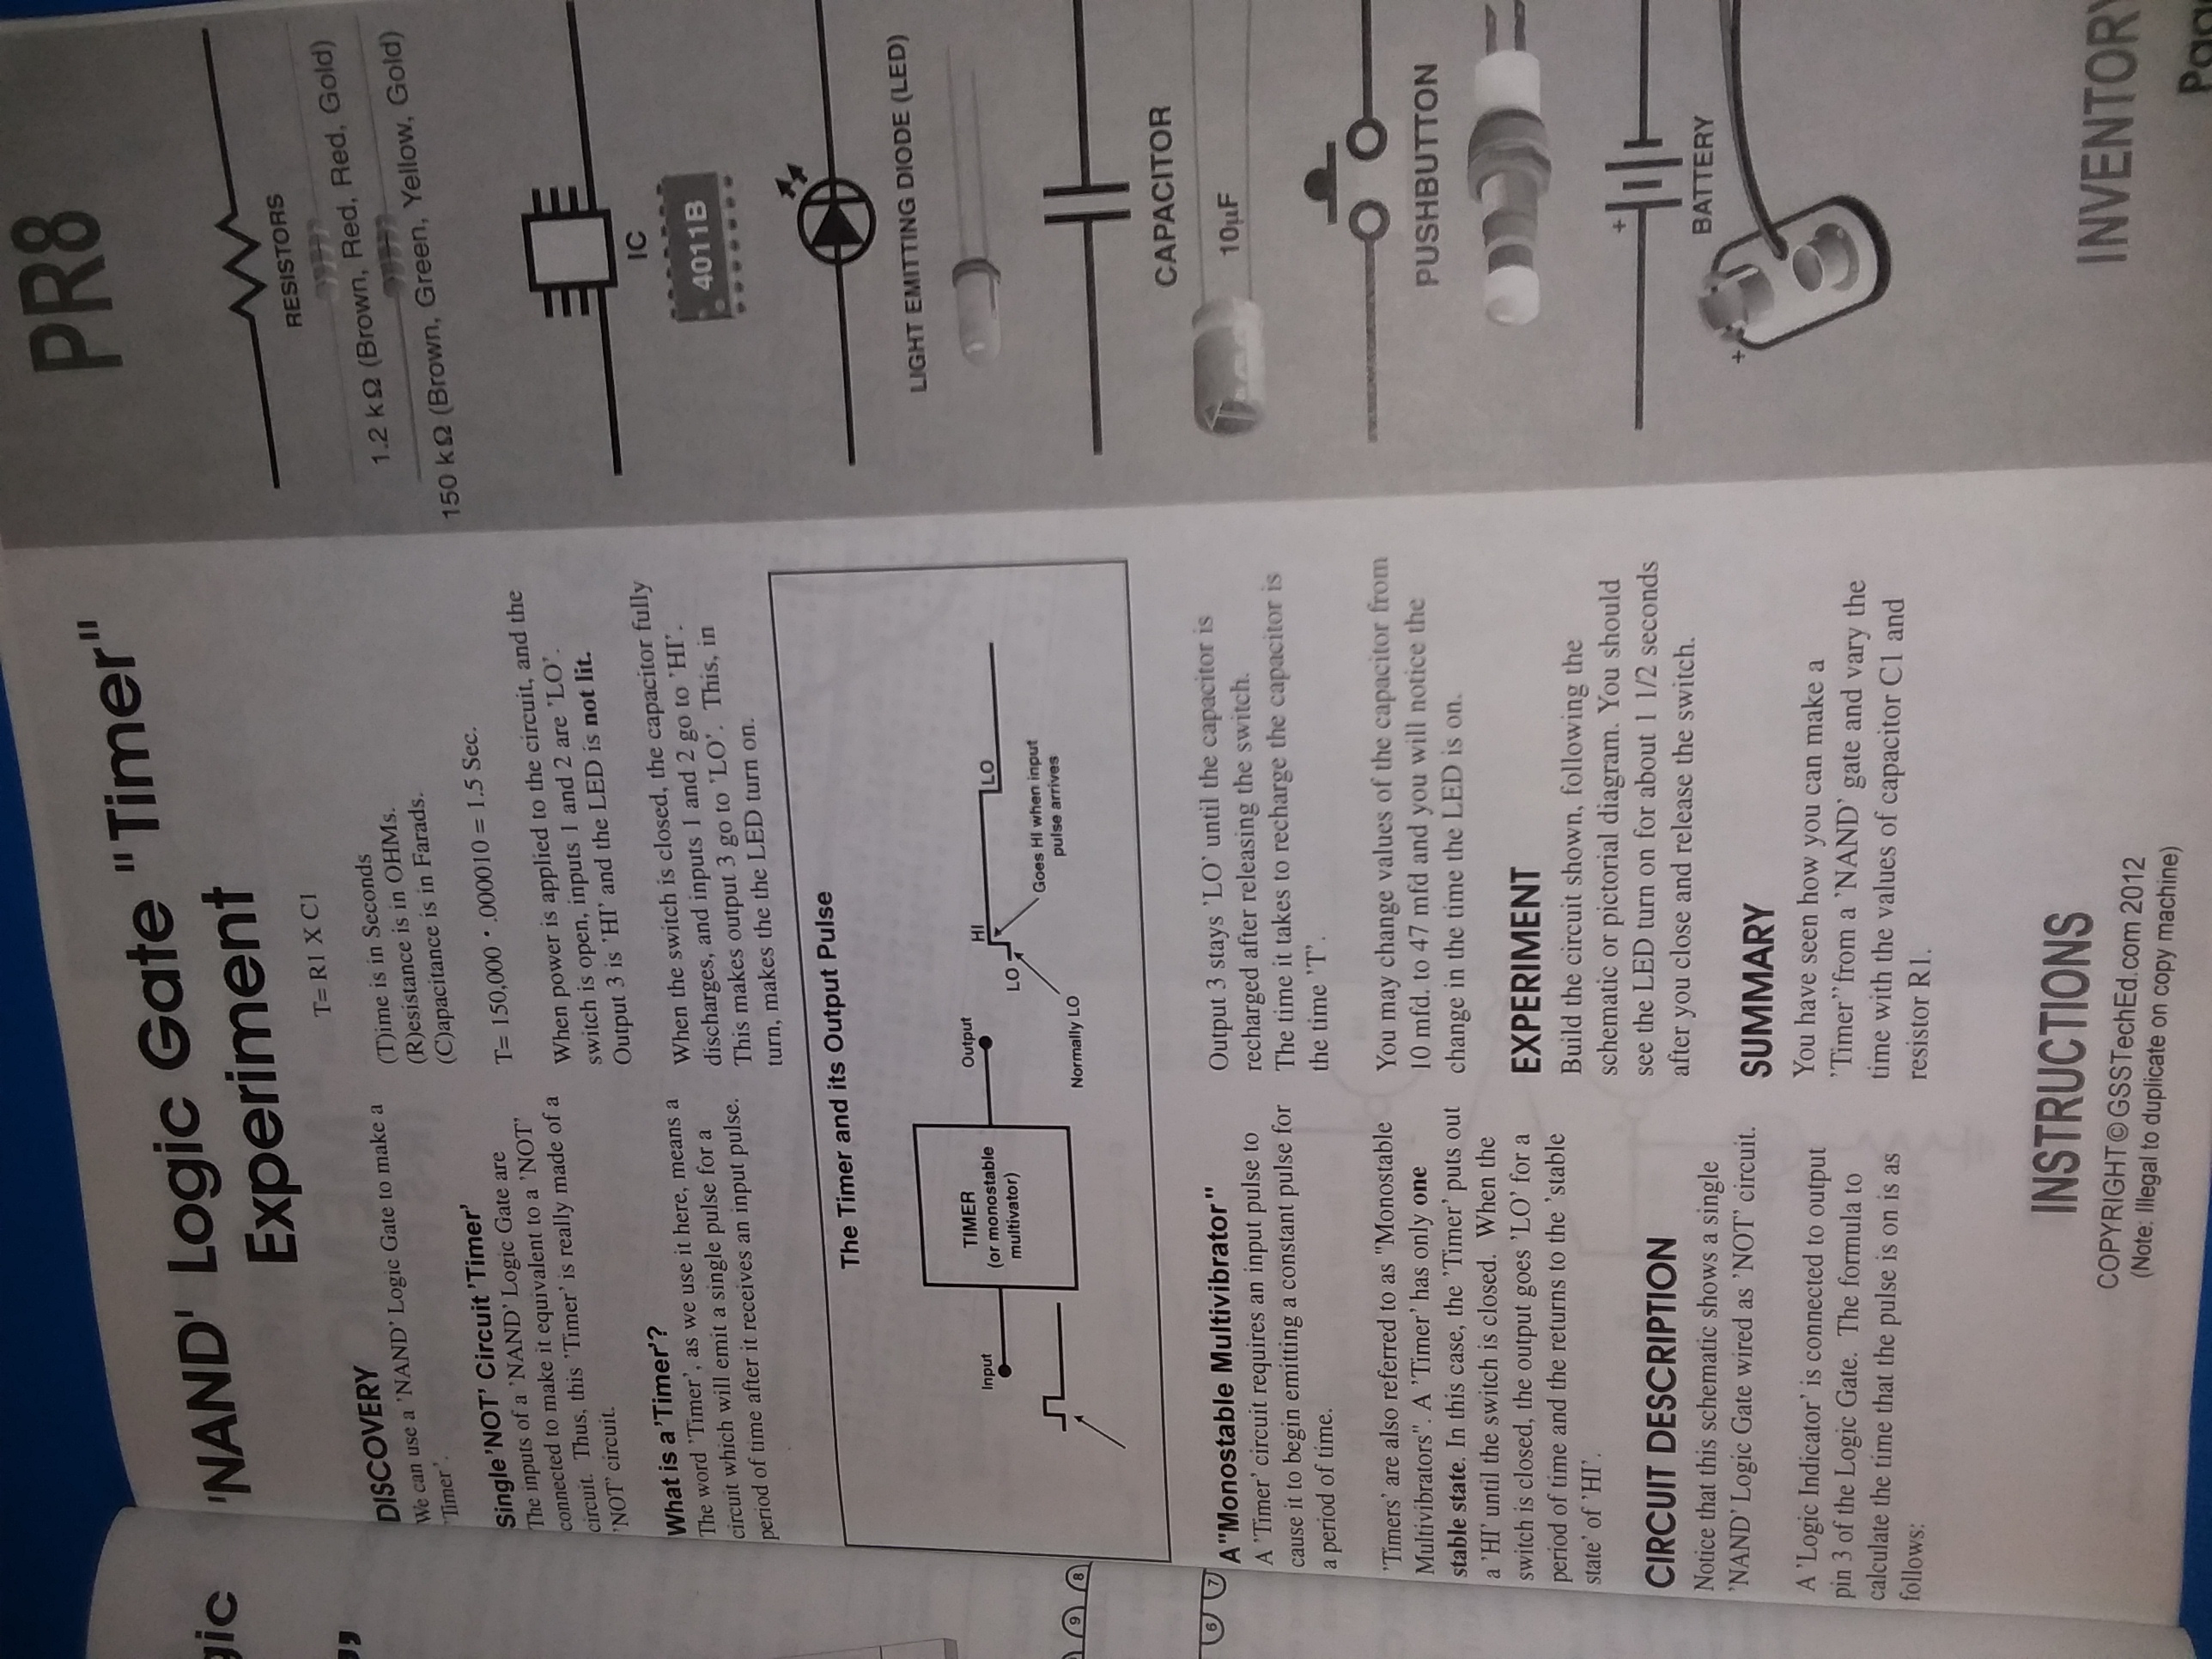 gic
"
'NAND' Logic Gate "Timer"
Experiment
DISCOVERY
We can use a 'NAND' Logic Gate to make a
'Timer'.
Single 'NOT' Circuit 'Timer'
The inputs of a 'NAND' Logic Gate are
connected to make it equivalent to a 'NOT'
circuit. Thus, this 'Timer' is really made of a
'NOT' circuit.
What is a 'Timer'?
The word 'Timer', as we use it here, means a
circuit which will emit a single pulse for a
period of time after it receives an input pulse.
T= R1 X C1
(T)ime is in Seconds
(R)esistance is in OHMs.
(C)apacitance is in Farads.
T= 150,000 · .000010 = 1.5 Sec.
When power is applied to the circuit, and the
switch is open, inputs 1 and 2 are 'LO'.
Output 3 is 'HI' and the LED is not lit.
When the switch is closed, the capacitor fully
discharges, and inputs 1 and 2 go to 'HI'.
This makes output 3 go to 'LO'. This, in
turn, makes the the LED turn on.
The Timer and its Output Pulse
Input
TIMER
(or monostable
multivator)
Output
LO
HI
LO
Goes HI when input
pulse arrives
Normally LO
9 8
6 7
A "Monostable Multivibrator"
A 'Timer' circuit requires an input pulse to
cause it to begin emitting a constant pulse for
a period of time.
'Timers' are also referred to as "Monostable
Multivibrators". A 'Timer' has only one
stable state. In this case, the 'Timer' puts out
a 'HI' until the switch is closed. When the
switch is closed, the output goes 'LO' for a
period of time and the returns to the 'stable
state' of 'HI'.
CIRCUIT DESCRIPTION
Notice that this schematic shows a single
'NAND' Logic Gate wired as 'NOT' circuit.
A 'Logic Indicator' is connected to output
pin 3 of the Logic Gate. The formula to
calculate the time that the pulse is on is as
follows:
Output 3 stays 'LO' until the capacitor is
recharged after releasing the switch.
The time it takes to recharge the capacitor is
the time 'T'.
You may change values of the capacitor from
10 mfd. to 47 mfd and you will notice the
change in the time the LED is on.
EXPERIMENT
Build the circuit shown, following the
schematic or pictorial diagram. You should
see the LED turn on for about 1 1/2 seconds
after you close and release the switch.
SUMMARY
You have seen how you can make a
'Timer'' from a 'NAND' gate and vary the
time with the values of capacitor C1 and
resistor R1.
INSTRUCTIONS
COPYRIGHT © GSSTechEd.com 2012
(Note: Illegal to duplicate on copy machine)
PR8
RESISTORS
1.2 kΩ (Brown, Red, Red, Gold)
150 kΩ (Brown, Green, Yellow, Gold)
IC
4011B
LIGHT EMITTING DIODE (LED)
CAPACITOR
10µF
PUSHBUTTON
+
BATTERY
+
INVENTORY